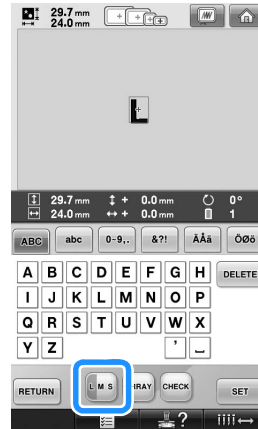 29.7 mm
24.0 mm
L
29.7 mm + 0.0 mm 0°
24.0 mm + 0.0 mm 1
ABC abc 0-9,. &?! ÄÅä ÖØö
A B C D E F G H DELETE
I J K L M N O P
Q R S T U V W X
Y Z ' ⎵
RETURN L M S CHECK SET
?